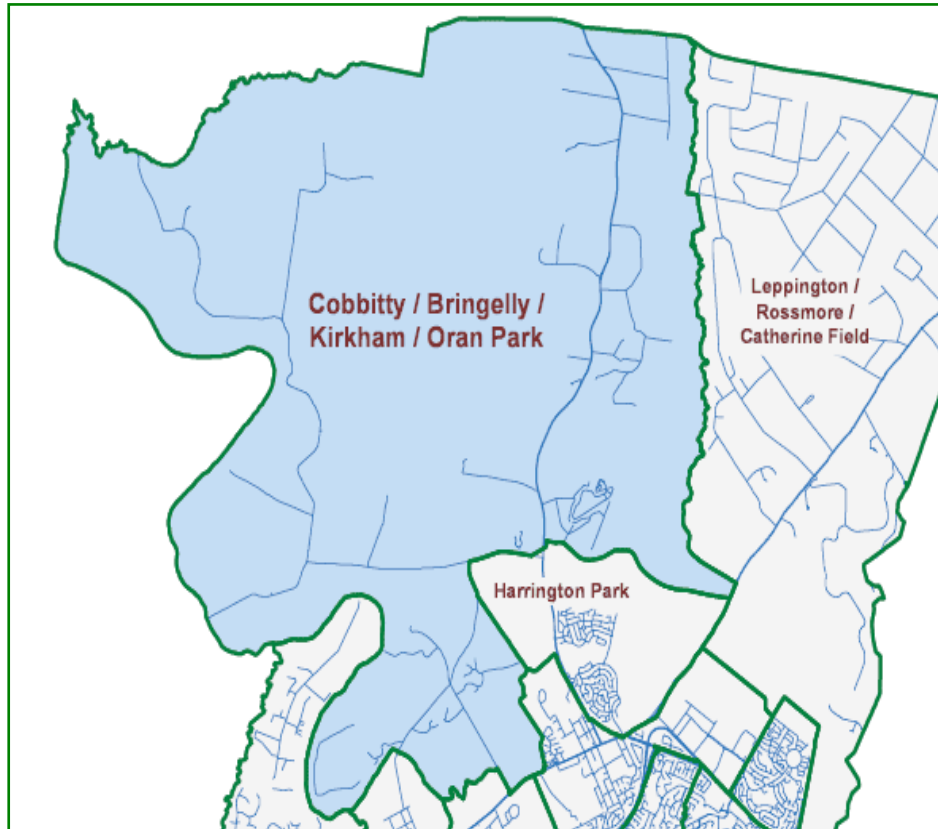 Cobbitty / Bringelly /
Kirkham / Oran Park
Leppington /
Rossmore /
Catherine Field
Harrington Park